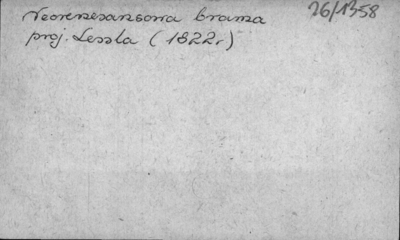 Neorenesansowa brama 26/1358
proj. Lessla (1822r)